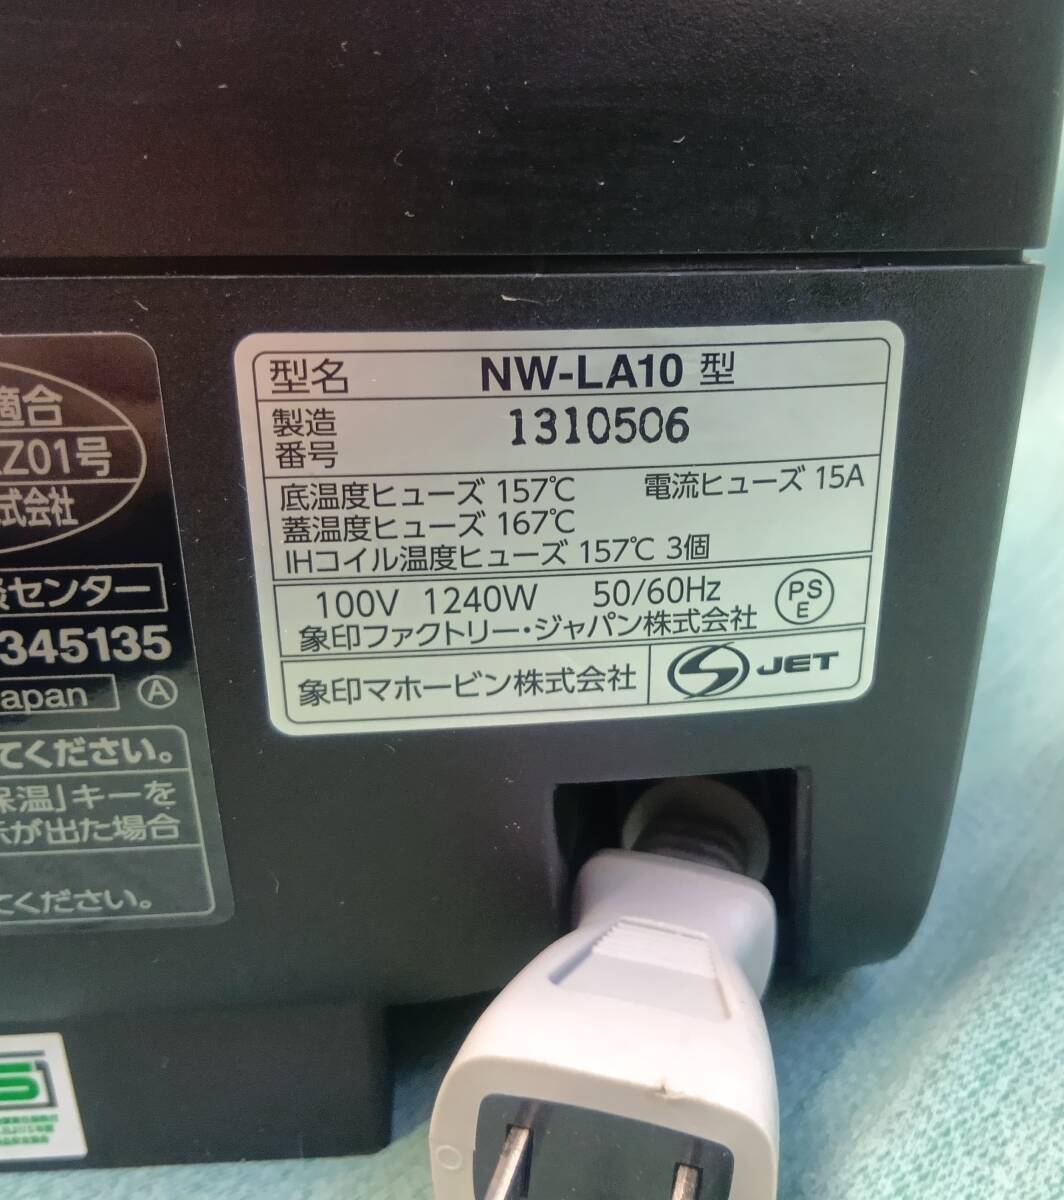 型名 NW-LA10 型
製造番号 1310506
底温度ヒューズ 157℃ 電流ヒューズ 15A
蓋温度ヒューズ 167℃
IHコイル温度ヒューズ 157℃ 3個
100V 1240W 50/60Hz
PS
E
象印ファクトリー・ジャパン株式会社
象印マホービン株式会社 JET
適合
Z01号
式会社
センター
345135
apan A
てください。
保温」キーを
が出た場合
てください。